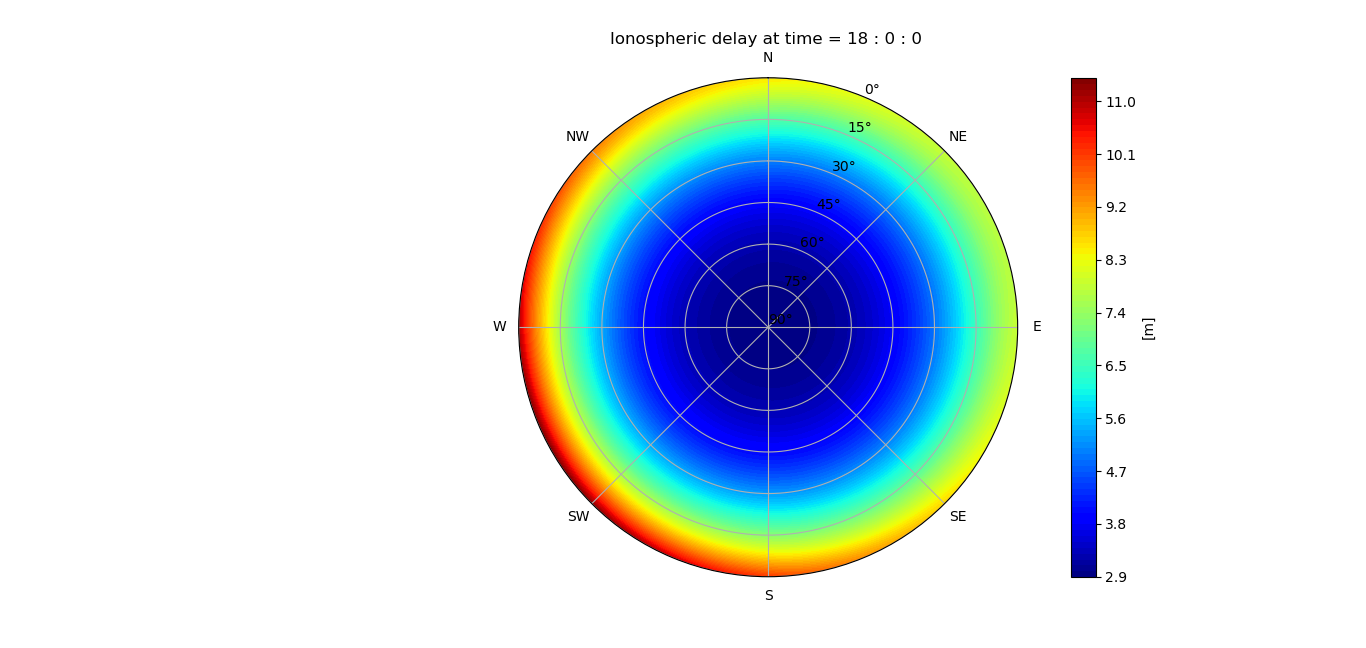 Ionospheric delay at time = 18 : 0 : 0
N
0°
15°
NW
NE
30°
45°
60°
75°
90°
W
E
SW
SE
S
11.0
10.1
9.2
8.3
7.4
6.5
5.6
4.7
3.8
2.9
[m]